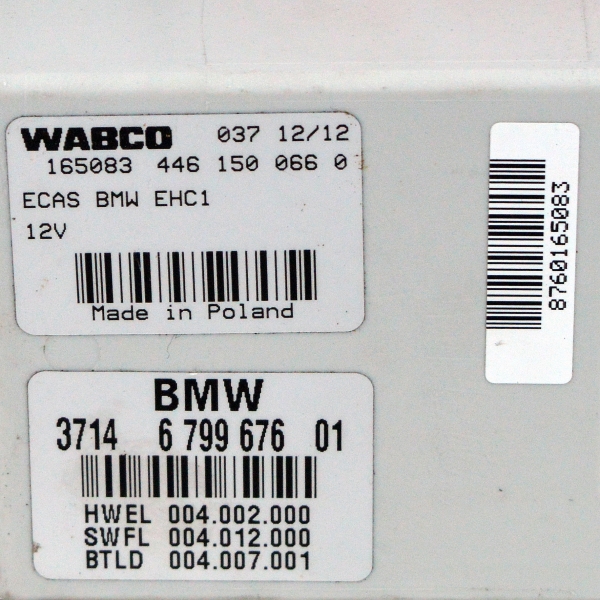 WABCO 037 12/12
165083 446 150 066 0
ECAS BMW EHC1
12V
Made in Poland
8760165083
BMW
3714 6 799 676 01
HWEL 004.002.000
SWFL 004.012.000
BTLD 004.007.001